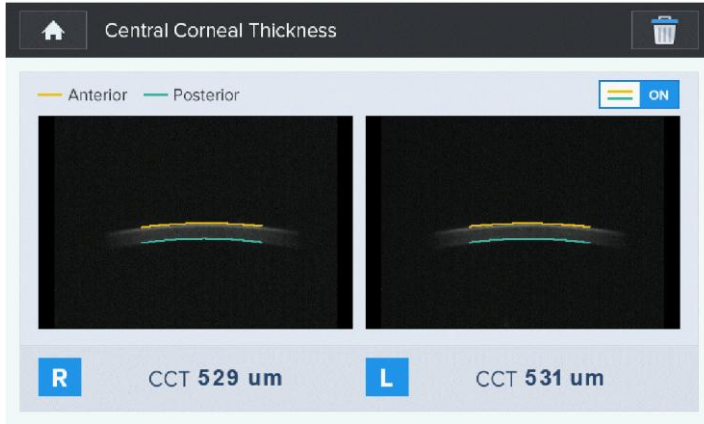 Central Corneal Thickness
Anterior Posterior
ON
R CCT 529 um
L CCT 531 um